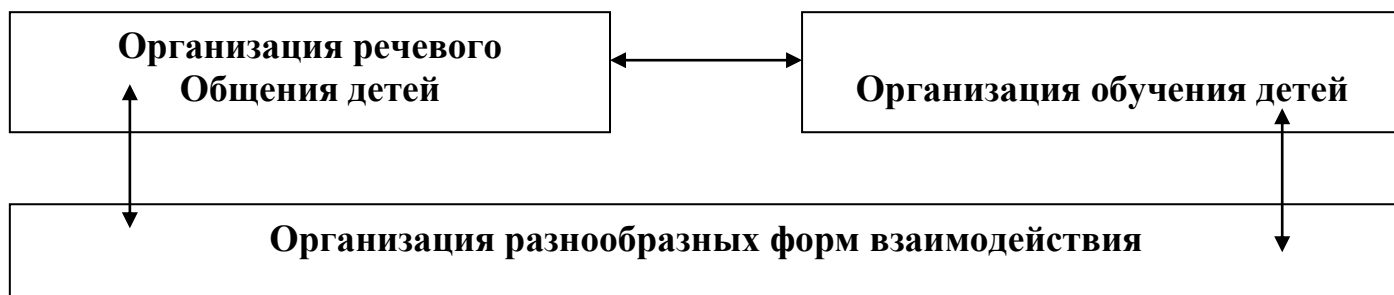 Организация речевого
Общения детей
Организация обучения детей
Организация разнообразных форм взаимодействия